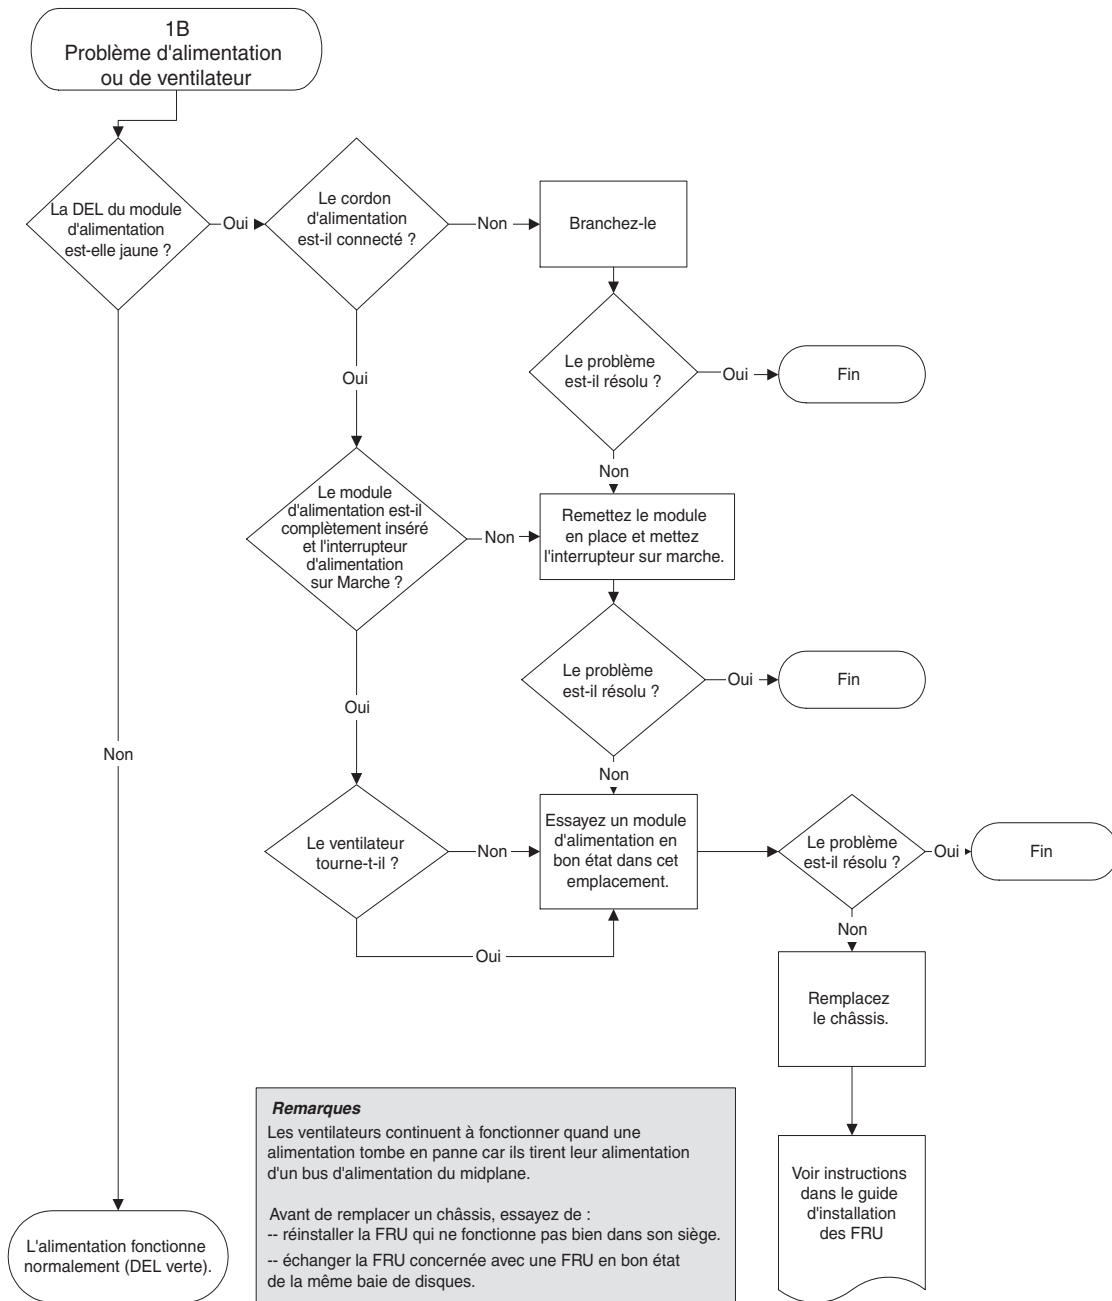 1B
Problème d'alimentation
ou de ventilateur
La DEL du module
d'alimentation
est-elle jaune ?
Oui
Le cordon
d'alimentation
est-il connecté ?
Non
Branchez-le
Le problème
est-il résolu ?
Oui
Fin
Oui
Non
Le module
d'alimentation est-il
complètement inséré
et l'interrupteur
d'alimentation
sur Marche ?
Non
Remettez le module
en place et mettez
l'interrupteur sur marche.
Le problème
est-il résolu ?
Oui
Fin
Oui
Non
Non
Le ventilateur
tourne-t-il ?
Non
Essayez un module
d'alimentation en
bon état dans cet
emplacement.
Le problème
est-il résolu ?
Oui
Fin
Oui
Non
Remplacez
le châssis.
Voir instructions
dans le guide
d'installation
des FRU
Remarques
Les ventilateurs continuent à fonctionner quand une
alimentation tombe en panne car ils tirent leur alimentation
d'un bus d'alimentation du midplane.
Avant de remplacer un châssis, essayez de :
-- réinstaller la FRU qui ne fonctionne pas bien dans son siège.
-- échanger la FRU concernée avec une FRU en bon état
de la même baie de disques.
L'alimentation fonctionne
normalement (DEL verte).